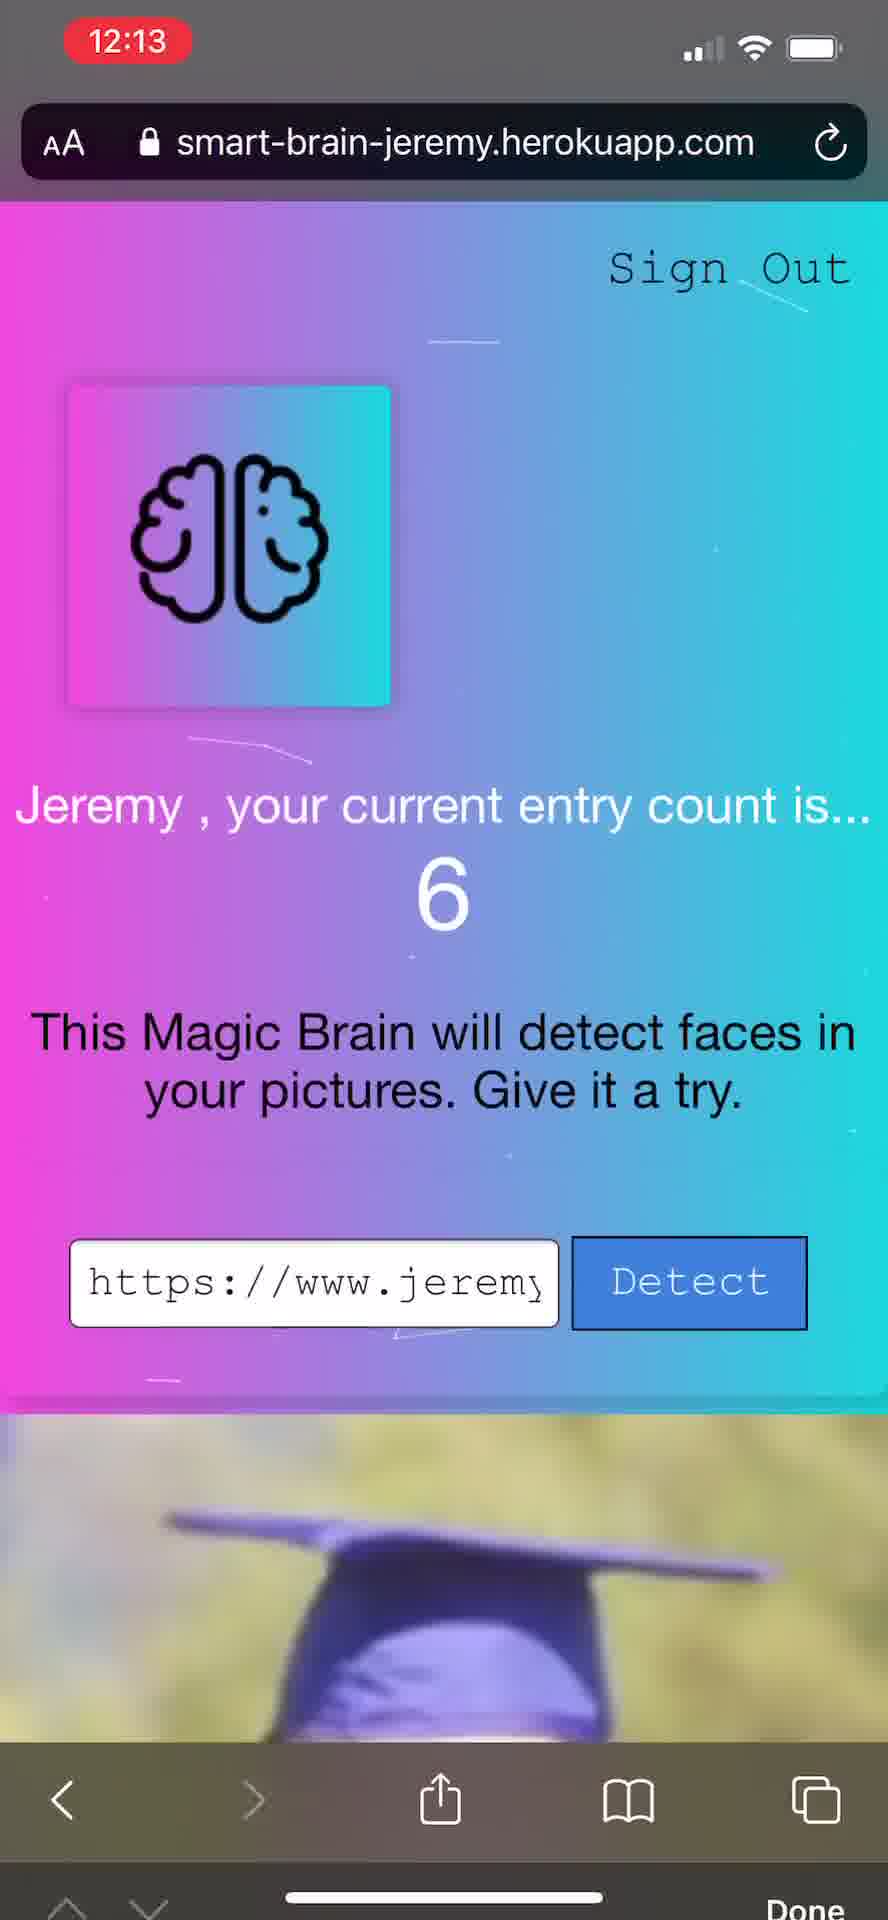 12:13
AA smart-brain-jeremy.herokuapp.com
Sign Out
Jeremy , your current entry count is...
6
This Magic Brain will detect faces in
your pictures. Give it a try.
https://www.jeremy Detect
Done